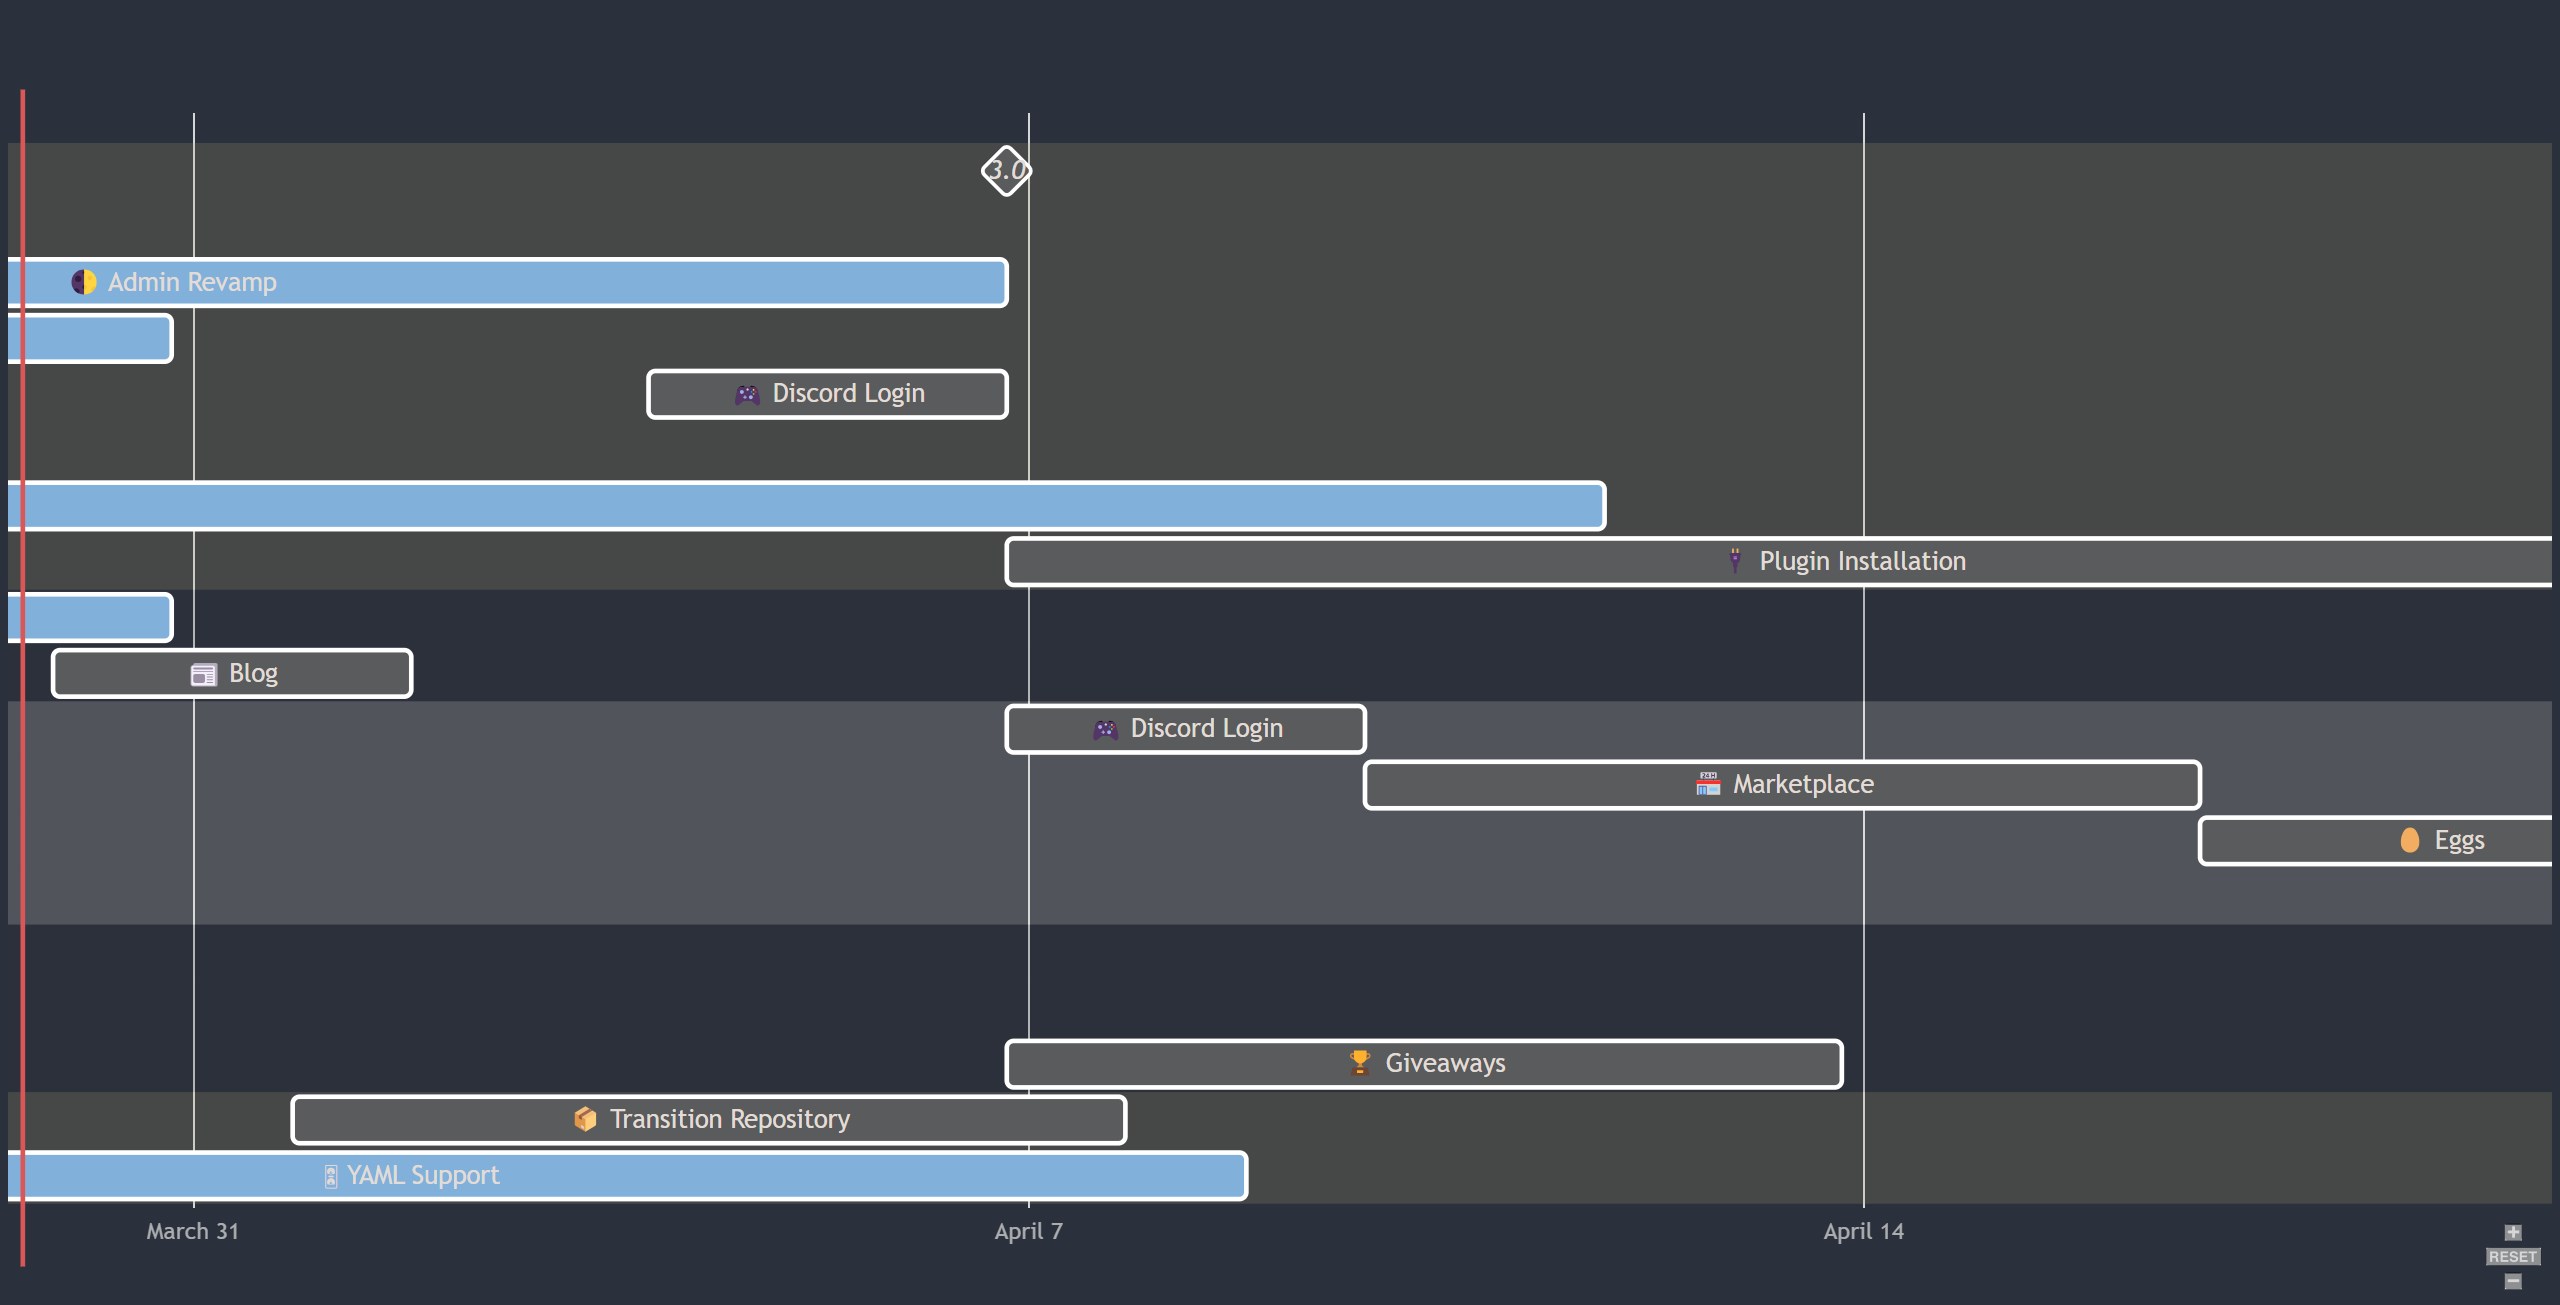 3.0
Admin Revamp
Discord Login
Plugin Installation
Blog
Discord Login
24 H
Marketplace
Eggs
Giveaways
Transition Repository
YAML Support
March 31
April 7
April 14
+
RESET
−